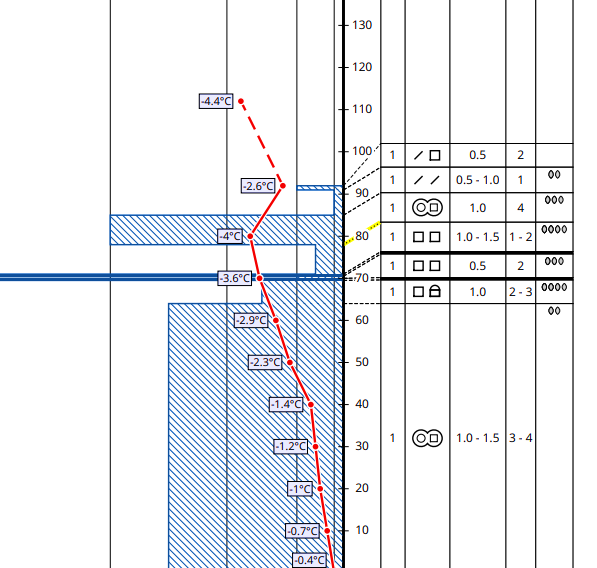 130
120
110
-4.4°C
100
1 0.5 2
1 0.5 - 1.0 1
-2.6°C
90
1 1.0 4
-4°C
80
1 1.0 - 1.5 1 - 2
1 0.5 2
-3.6°C
70
1 1.0 2 - 3
-2.9°C
60
-2.3°C
50
-1.4°C
40
1 1.0 - 1.5 3 - 4
-1.2°C
30
-1°C
20
-0.7°C
10
-0.4°C